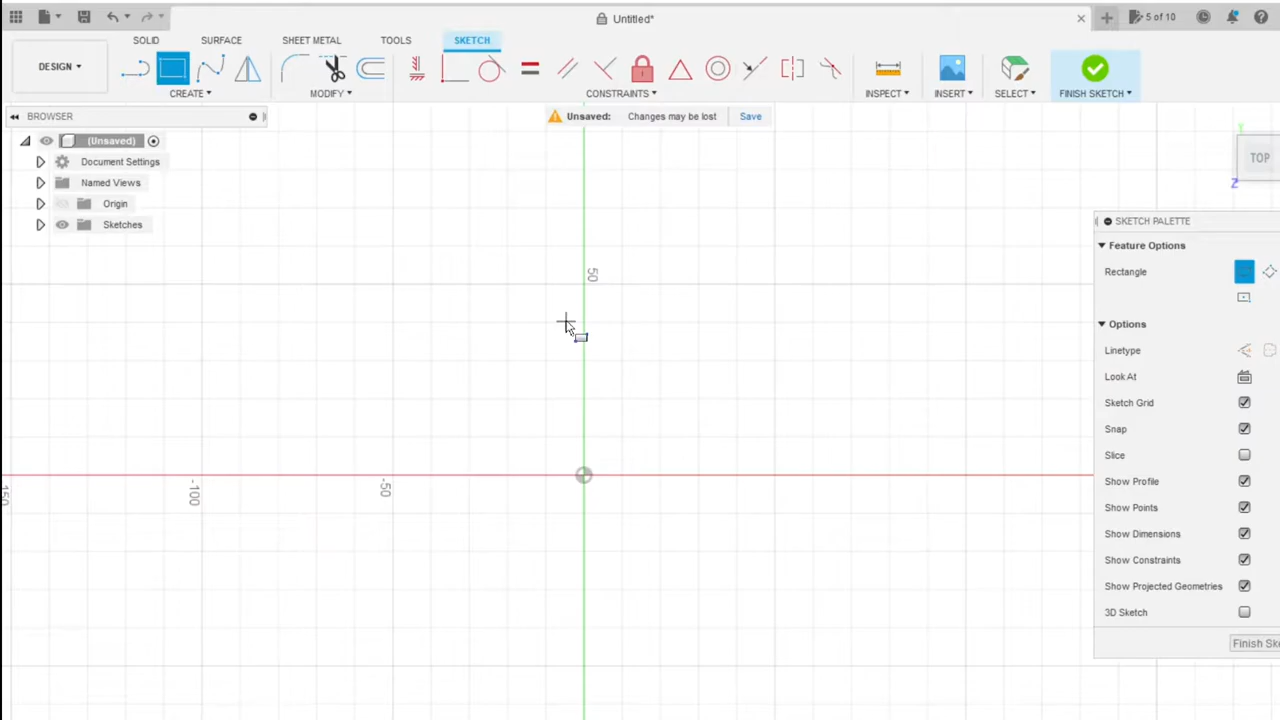 Untitled*
5 of 10
SOLID
SURFACE
SHEET METAL
TOOLS
SKETCH
DESIGN
CREATE
MODIFY
CONSTRAINTS
INSPECT
INSERT
SELECT
FINISH SKETCH
BROWSER
Unsaved: Changes may be lost Save
(Unsaved)
Document Settings
Named Views
Origin
Sketches
TOP
Y
Z
50
-50
-100
SKETCH PALETTE
Feature Options
Rectangle
Options
Linetype
Look At
Sketch Grid
Snap
Slice
Show Profile
Show Points
Show Dimensions
Show Constraints
Show Projected Geometries
3D Sketch
Finish Ske